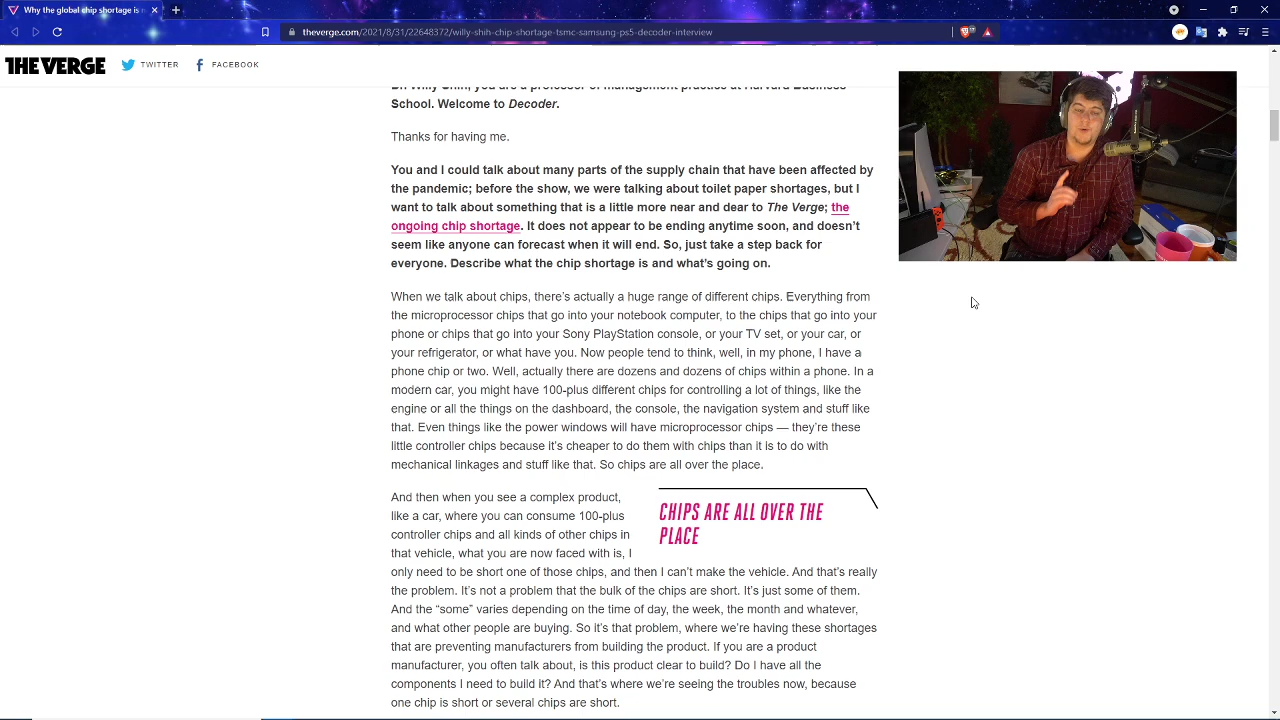 Why the global chip shortage is n
theverge.com/2021/8/31/22648372/willy-shih-chip-shortage-tsmc-samsung-ps5-decoder-interview
THE VERGE TWITTER FACEBOOK
Dr. Willy Shih, you are a professor of management practice at Harvard Business
School. Welcome to Decoder.
Thanks for having me.
You and I could talk about many parts of the supply chain that have been affected by
the pandemic; before the show, we were talking about toilet paper shortages, but I
want to talk about something that is a little more near and dear to The Verge; the
ongoing chip shortage. It does not appear to be ending anytime soon, and doesn’t
seem like anyone can forecast when it will end. So, just take a step back for
everyone. Describe what the chip shortage is and what’s going on.
When we talk about chips, there’s actually a huge range of different chips. Everything from
the microprocessor chips that go into your notebook computer, to the chips that go into your
phone or chips that go into your Sony PlayStation console, or your TV set, or your car, or
your refrigerator, or what have you. Now people tend to think, well, in my phone, I have a
phone chip or two. Well, actually there are dozens and dozens of chips within a phone. In a
modern car, you might have 100-plus different chips for controlling a lot of things, like the
engine or all the things on the dashboard, the console, the navigation system and stuff like
that. Even things like the power windows will have microprocessor chips — they’re these
little controller chips because it’s cheaper to do them with chips than it is to do with
mechanical linkages and stuff like that. So chips are all over the place.
And then when you see a complex product,
like a car, where you can consume 100-plus
controller chips and all kinds of other chips in
that vehicle, what you are now faced with is, I
CHIPS ARE ALL OVER THE
PLACE
only need to be short one of those chips, and then I can’t make the vehicle. And that’s really
the problem. It’s not a problem that the bulk of the chips are short. It’s just some of them.
And the “some” varies depending on the time of day, the week, the month and whatever,
and what other people are buying. So it’s that problem, where we’re having these shortages
that are preventing manufacturers from building the product. If you are a product
manufacturer, you often talk about, is this product clear to build? Do I have all the
components I need to build it? And that’s where we’re seeing the troubles now, because
one chip is short or several chips are short.